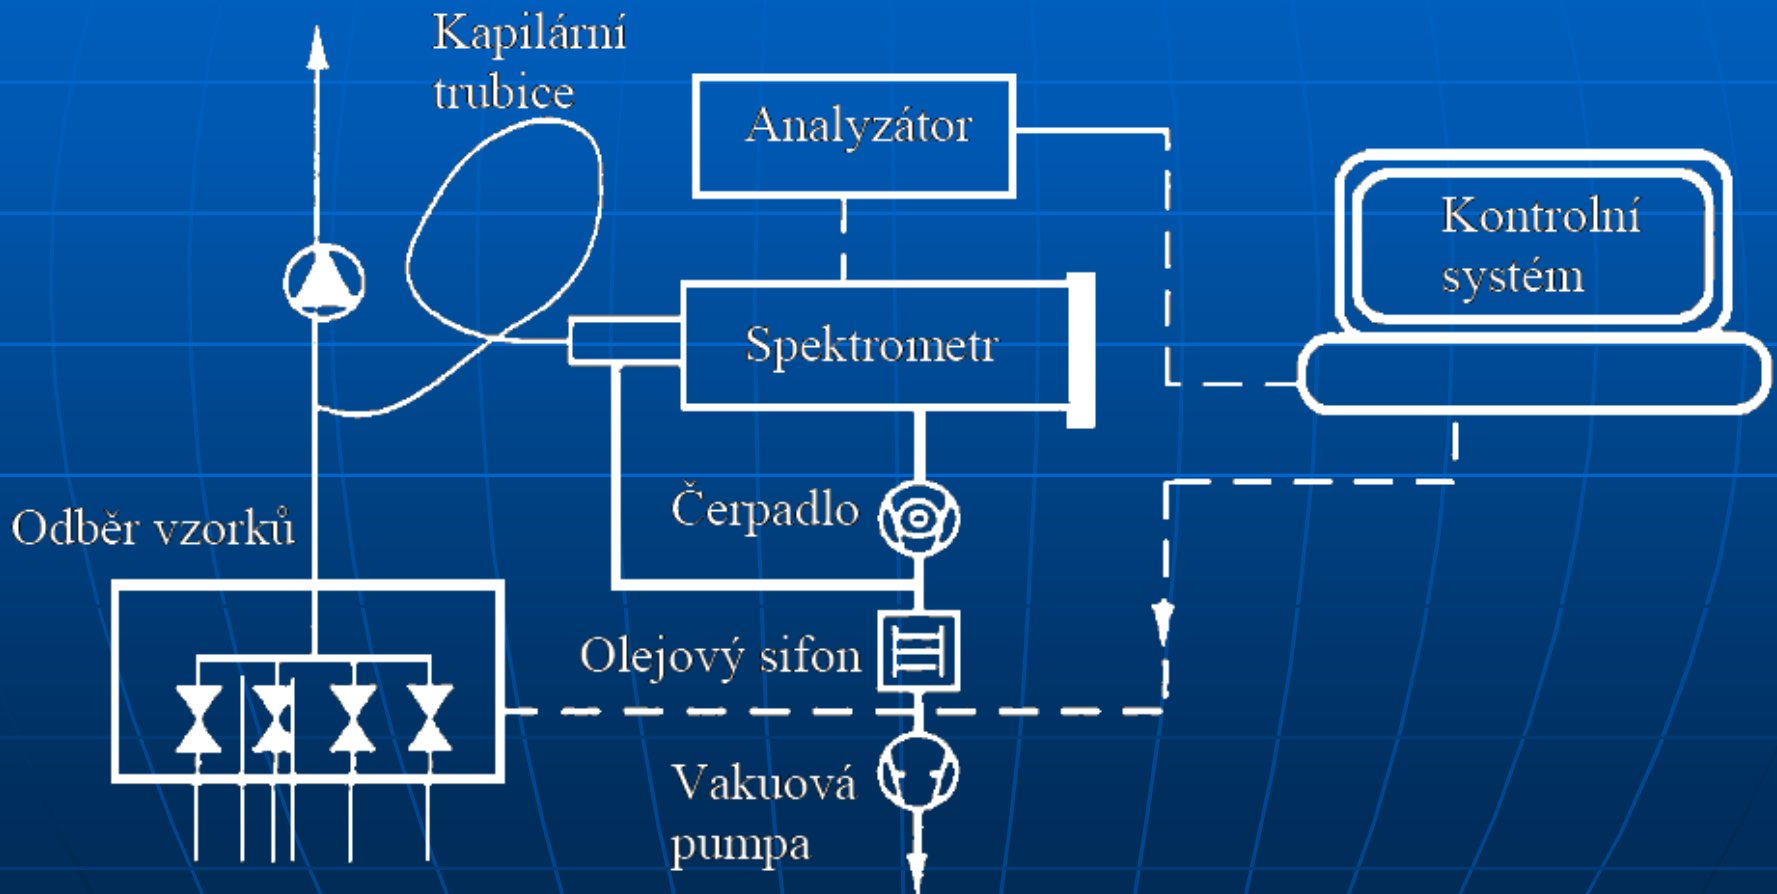 Kapilární
trubice
Analyzátor
Kontrolní
systém
Spektrometr
Čerpadlo
Odběr vzorků
Olejový sifon
Vakuová
pumpa